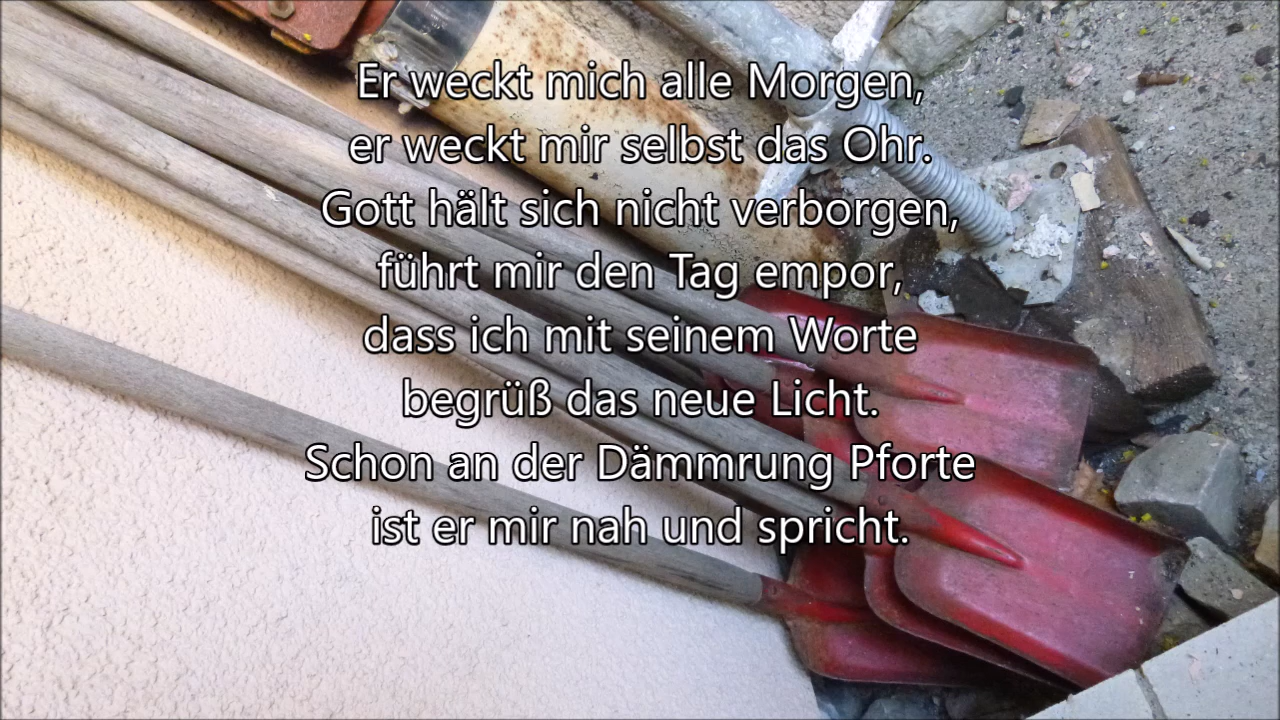 Er weckt mich alle Morgen,
er weckt mir selbst das Ohr.
Gott hält sich nicht verborgen,
führt mir den Tag empor,
dass ich mit seinem Worte
begrüß das neue Licht.
Schon an der Dämmrung Pforte
ist er mir nah und spricht.